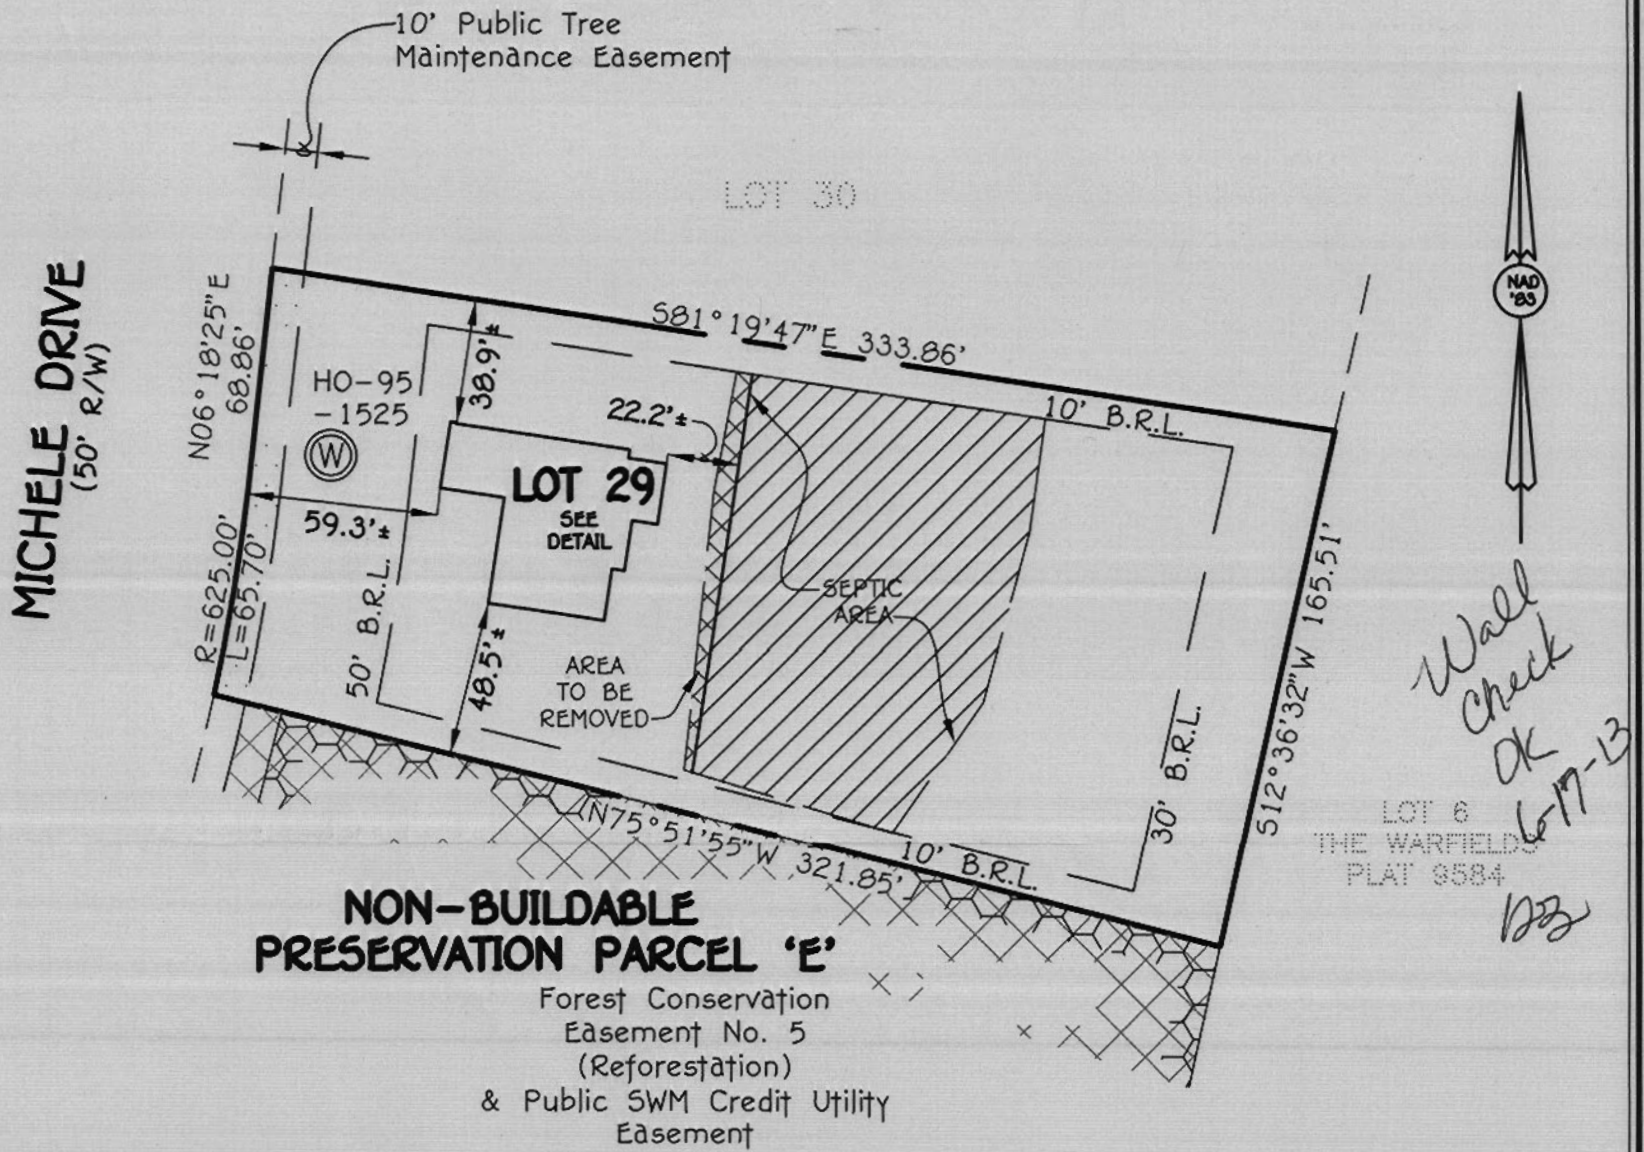 10' Public Tree
Maintenance Easement
LOT 30
MICHELE DRIVE
(50' R/W)
N06°18'25"E
68.86'
R=625.00'
L=65.70'
HO-95
-1525
W
59.3'±
38.9'±
22.2'±
48.5'±
50' B.R.L.
LOT 29
SEE
DETAIL
S81°19'47"E 333.86'
10' B.R.L.
SEPTIC
AREA
AREA
TO BE
REMOVED
30' B.R.L.
S12°36'32"W 165.51'
N75°51'55"W 321.85'
10' B.R.L.
NAD
'83
Wall
Check
OK
6-17-13
LOT 6
THE WARFIELDS
PLAT 9584
NON-BUILDABLE
PRESERVATION PARCEL 'E'
Forest Conservation
Easement No. 5
(Reforestation)
& Public SWM Credit Utility
Easement